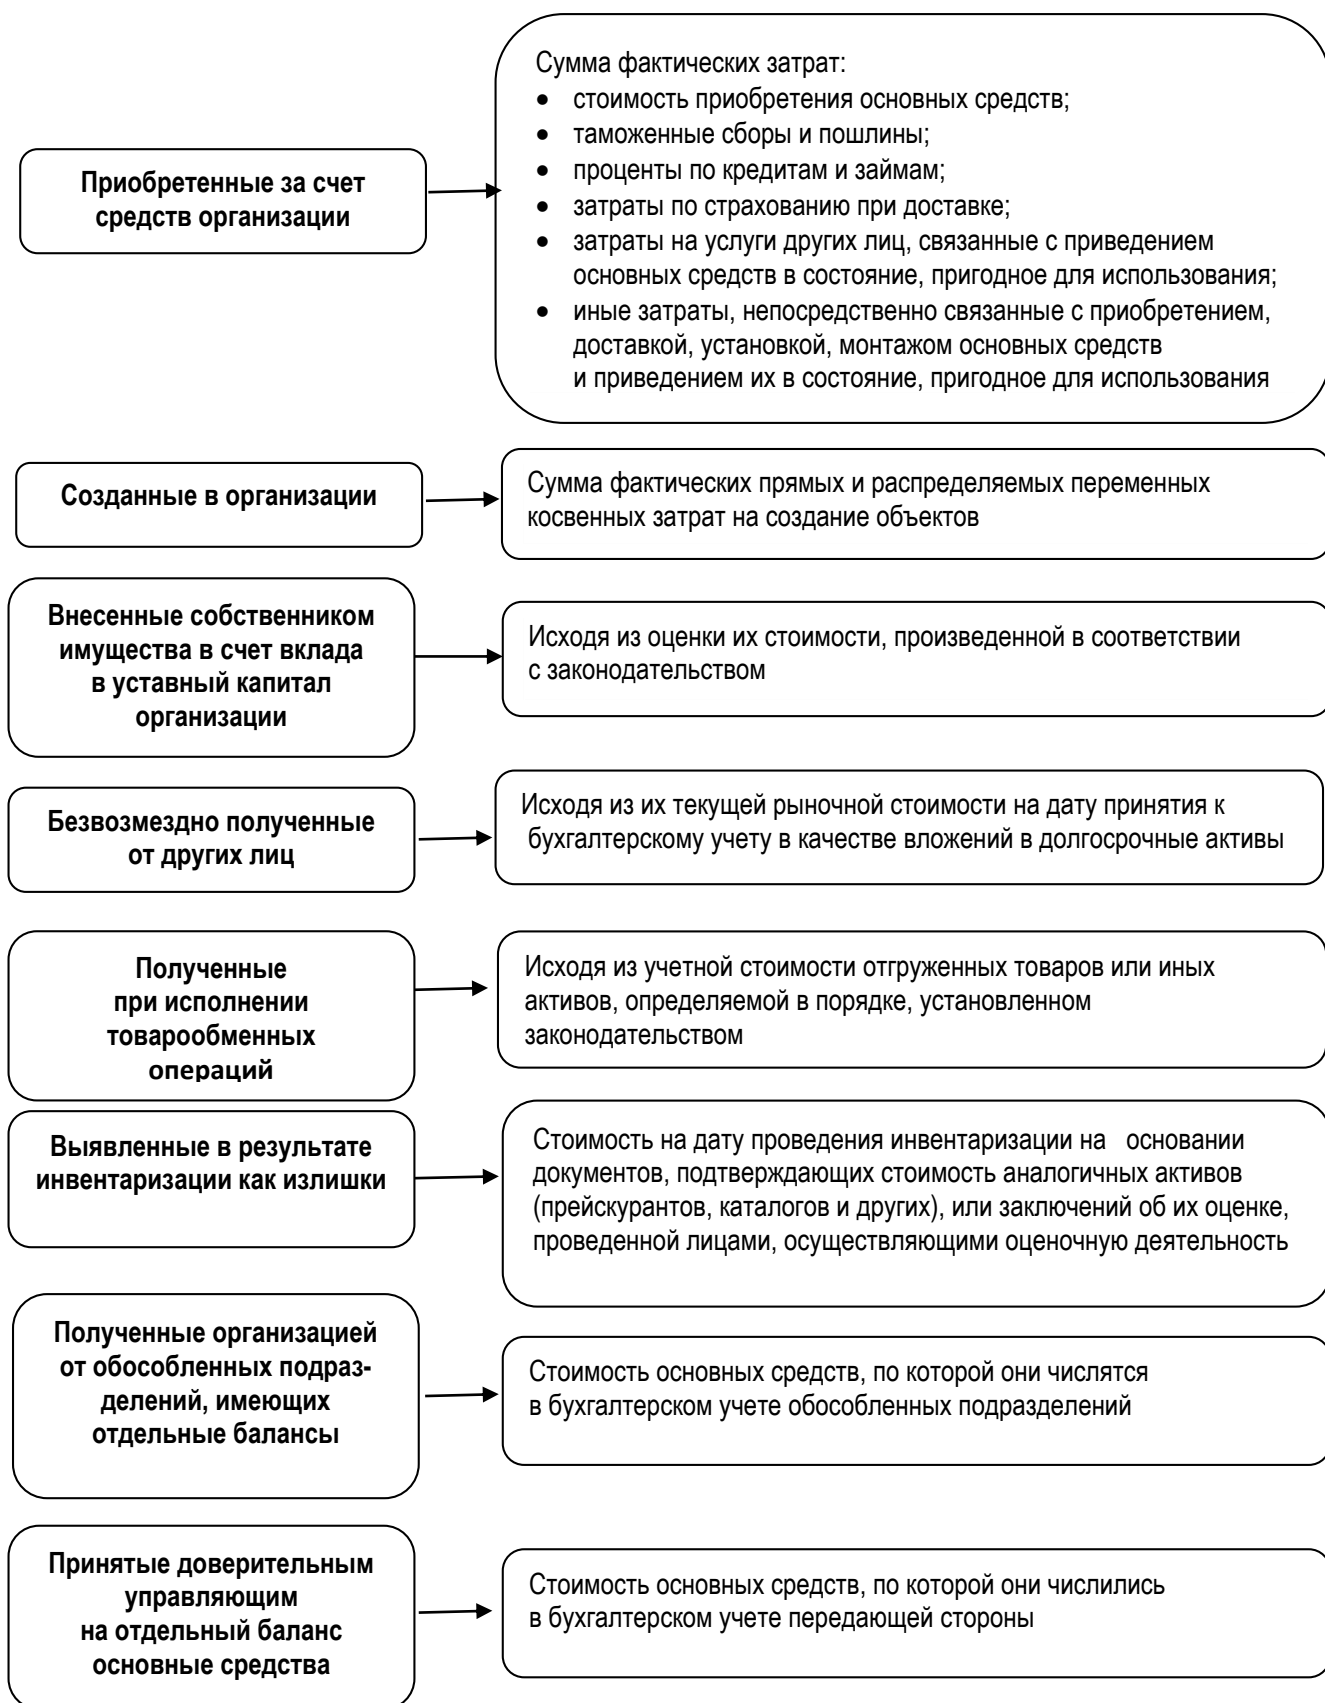 Приобретенные за счет
средств организации
Сумма фактических затрат:
• стоимость приобретения основных средств;
• таможенные сборы и пошлины;
• проценты по кредитам и займам;
• затраты по страхованию при доставке;
• затраты на услуги других лиц, связанные с приведением
основных средств в состояние, пригодное для использования;
• иные затраты, непосредственно связанные с приобретением,
доставкой, установкой, монтажом основных средств
и приведением их в состояние, пригодное для использования
Созданные в организации
Сумма фактических прямых и распределяемых переменных
косвенных затрат на создание объектов
Внесенные собственником
имущества в счет вклада
в уставный капитал
организации
Исходя из оценки их стоимости, произведенной в соответствии
с законодательством
Безвозмездно полученные
от других лиц
Исходя из их текущей рыночной стоимости на дату принятия к
бухгалтерскому учету в качестве вложений в долгосрочные активы
Полученные
при исполнении
товарообменных
операций
Исходя из учетной стоимости отгруженных товаров или иных
активов, определяемой в порядке, установленном
законодательством
Выявленные в результате
инвентаризации как излишки
Стоимость на дату проведения инвентаризации на основании
документов, подтверждающих стоимость аналогичных активов
(прейскурантов, каталогов и других), или заключений об их оценке,
проведенной лицами, осуществляющими оценочную деятельность
Полученные организацией
от обособленных подраз-
делений, имеющих
отдельные балансы
Стоимость основных средств, по которой они числятся
в бухгалтерском учете обособленных подразделений
Принятые доверительным
управляющим
на отдельный баланс
основные средства
Стоимость основных средств, по которой они числились
в бухгалтерском учете передающей стороны